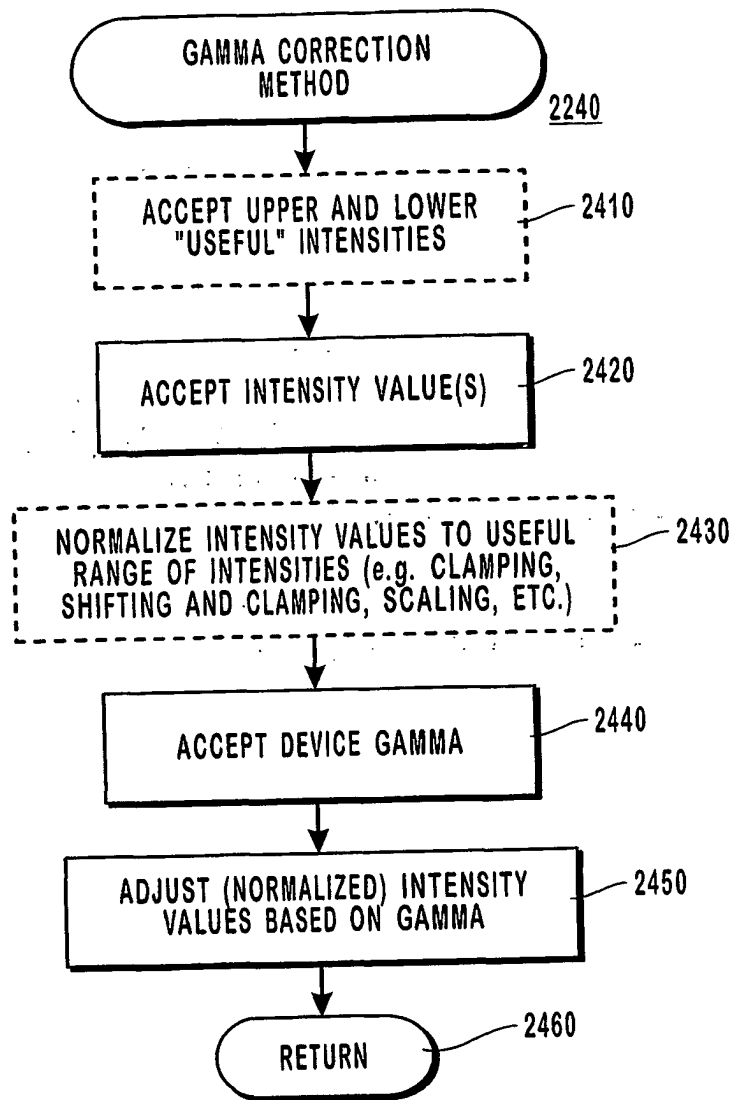 GAMMA CORRECTION
METHOD
2240
ACCEPT UPPER AND LOWER
"USEFUL" INTENSITIES
2410
ACCEPT INTENSITY VALUE(S)
2420
NORMALIZE INTENSITY VALUES TO USEFUL
RANGE OF INTENSITIES (e.g. CLAMPING,
SHIFTING AND CLAMPING, SCALING, ETC.)
2430
ACCEPT DEVICE GAMMA
2440
ADJUST (NORMALIZED) INTENSITY
VALUES BASED ON GAMMA
2450
RETURN
2460